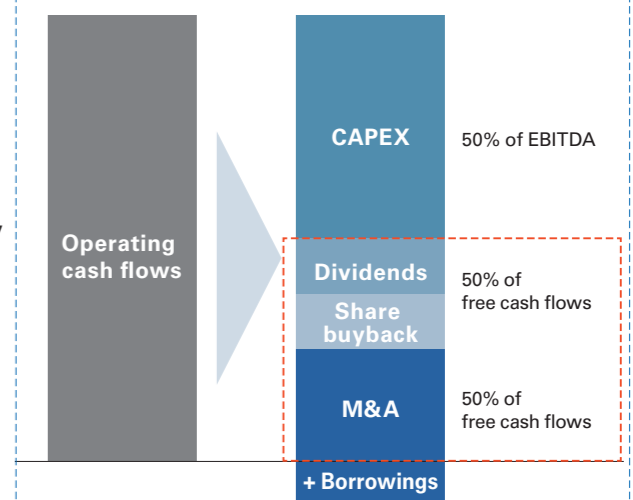 Operating
cash flows
CAPEX
50% of EBITDA
Dividends
Share
buyback
50% of
free cash flows
M&A
50% of
free cash flows
+ Borrowings